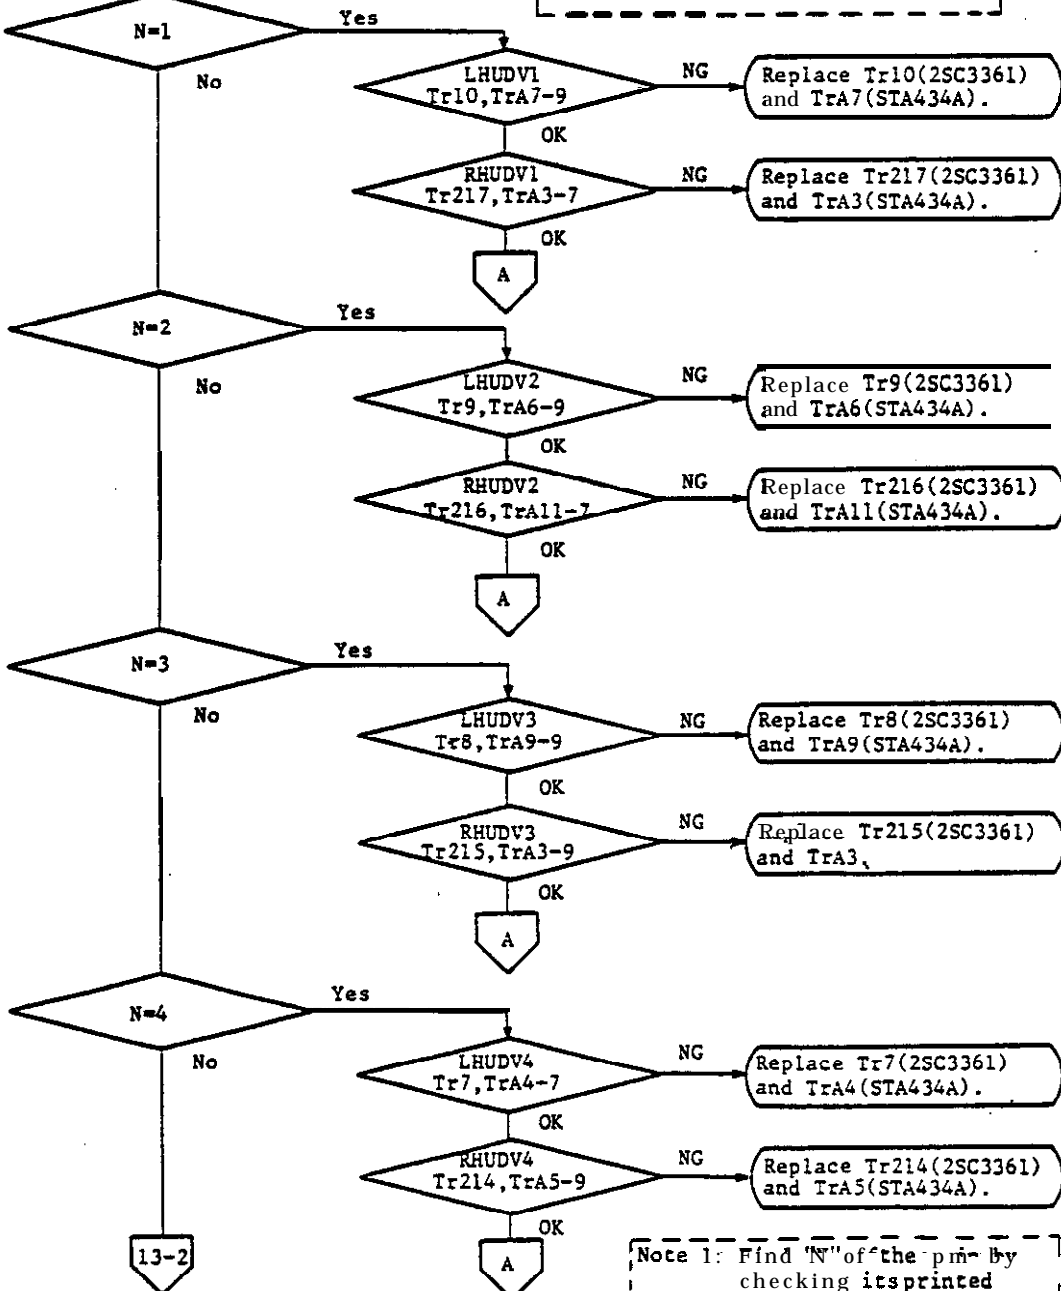 N=1
Yes
No
LHUDV1
Tr10,TrA7-9
NG
Replace Tr10(2SC3361)
and TrA7(STA434A).
OK
RHUDV1
Tr217,TrA3-7
NG
Replace Tr217(2SC3361)
and TrA3(STA434A).
OK
A
N=2
Yes
No
LHUDV2
Tr9,TrA6-9
NG
Replace Tr9(2SC3361)
and TrA6(STA434A).
OK
RHUDV2
Tr216,TrA11-7
NG
Replace Tr216(2SC3361)
and TrA11(STA434A).
OK
A
N=3
Yes
No
LHUDV3
Tr8,TrA9-9
NG
Replace Tr8(2SC3361)
and TrA9(STA434A).
OK
RHUDV3
Tr215,TrA3-9
NG
Replace Tr215(2SC3361)
and TrA3.
OK
A
N=4
Yes
No
LHUDV4
Tr7,TrA4-7
NG
Replace Tr7(2SC3361)
and TrA4(STA434A).
OK
RHUDV4
Tr214,TrA5-9
NG
Replace Tr214(2SC3361)
and TrA5(STA434A).
OK
13-2
A
Note 1: Find "N" of the by
checking its printed